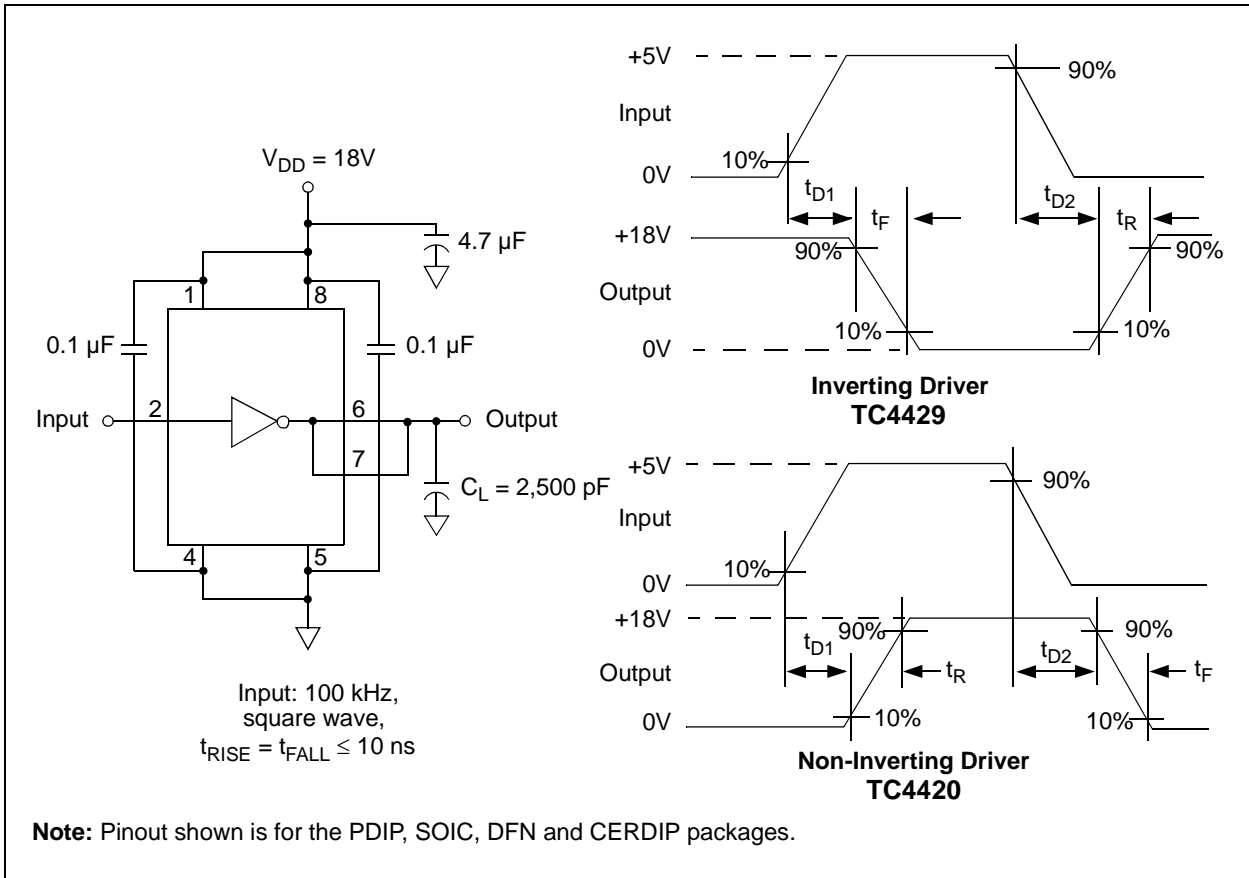 V_DD = 18V
4.7 µF
1
8
0.1 µF
0.1 µF
Input
2
6
Output
7
C_L = 2,500 pF
4
5
Input: 100 kHz,
square wave,
t_RISE = t_FALL ≤ 10 ns
+5V
90%
Input
10%
0V
t_D1
t_F
t_D2
t_R
+18V
90%
90%
Output
10%
10%
0V
Inverting Driver
TC4429
+5V
90%
Input
10%
0V
+18V
90%
90%
t_D1
t_D2
t_R
t_F
Output
10%
10%
0V
Non-Inverting Driver
TC4420
Note: Pinout shown is for the PDIP, SOIC, DFN and CERDIP packages.